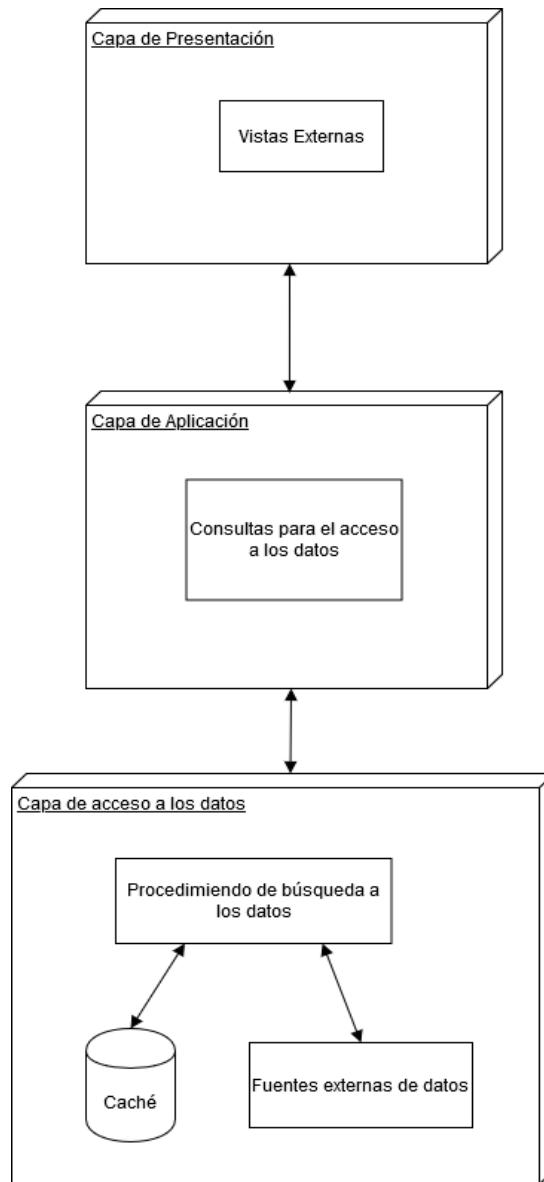 Capa de Presentación
Vistas Externas
Capa de Aplicación
Consultas para el acceso
a los datos
Capa de acceso a los datos
Procedimiendo de búsqueda a
los datos
Caché
Fuentes externas de datos